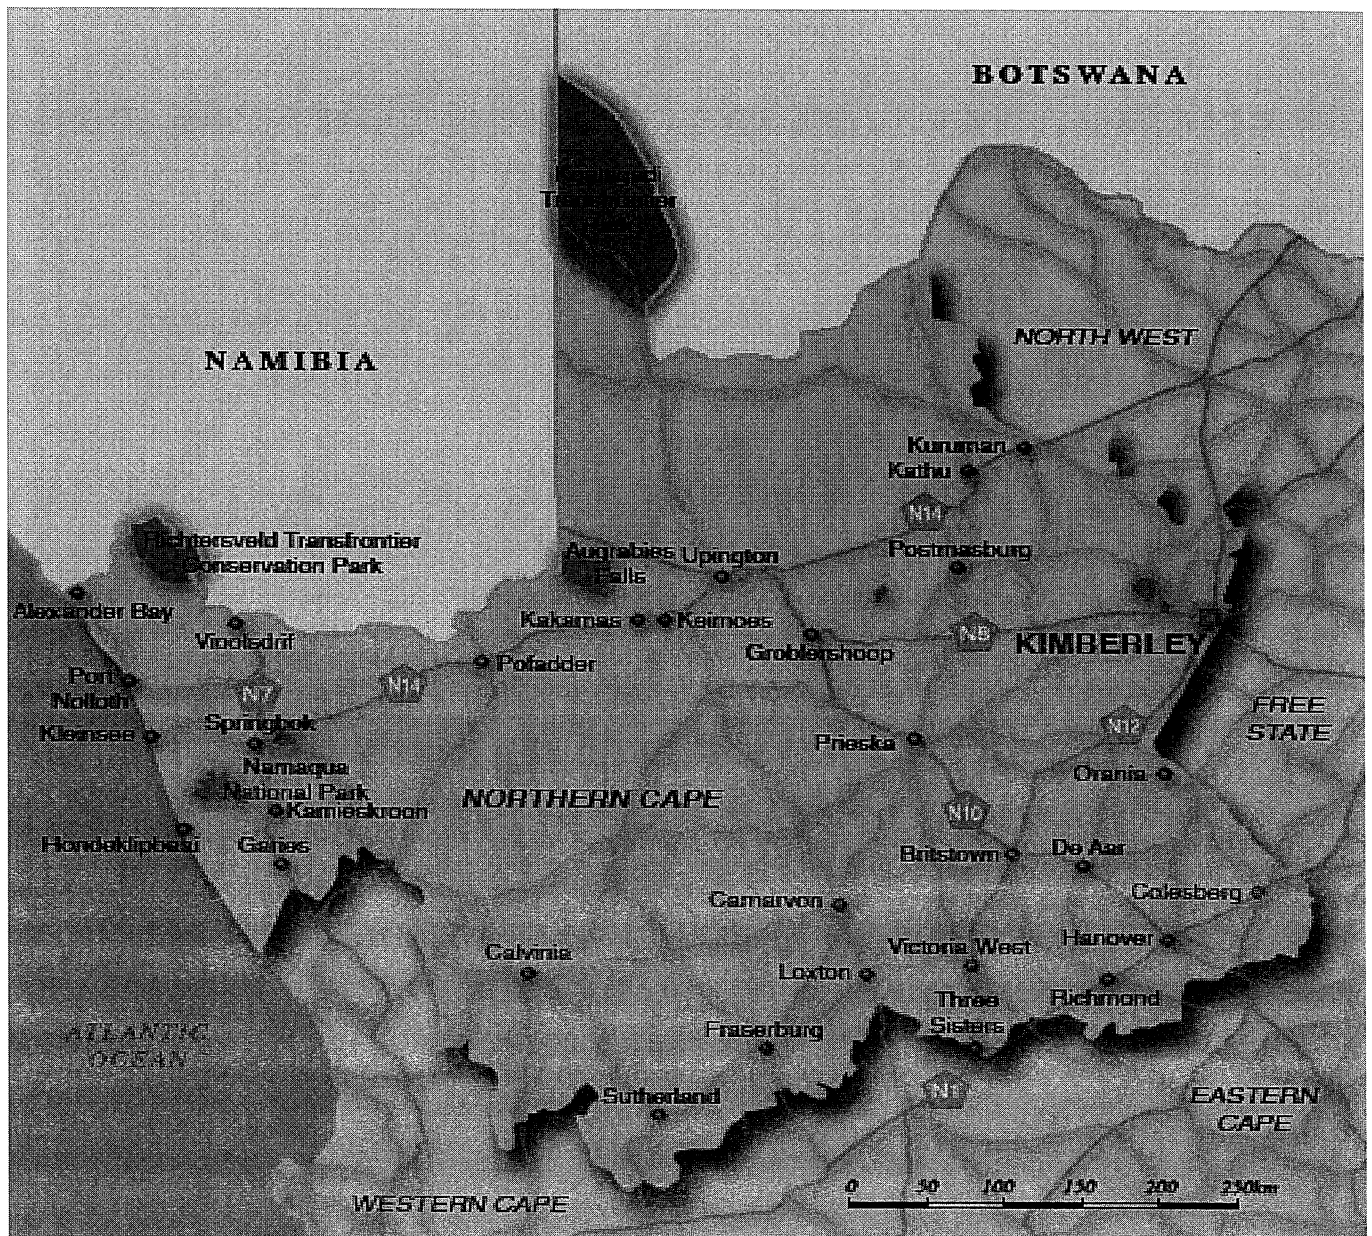 BOTSWANA
NAMIBIA
NORTH WEST
Kuruman
Kathu
N14
Postmasburg
Richtersveld Transfrontier
Conservation Park
Augrabies
Falls
Upington
Alexander Bay
Vioolsdrif
Kakamas
Keimoes
Groblershoop
N8
KIMBERLEY
Pofadder
Port
Nolloth
N7
N14
Kleinsee
Springbok
Prieska
N12
FREE
STATE
Orania
Namaqua
National Park
Kamieskroon
NORTHERN CAPE
N10
Hondeklipbaai
Garies
Britstown
De Aar
Colesberg
Carnarvon
Hanover
Victoria West
Calvinia
Loxton
Richmond
Three
Sisters
Fraserburg
ATLANTIC
OCEAN
Sutherland
N1
EASTERN
CAPE
WESTERN CAPE
0 50 100 150 200 250km